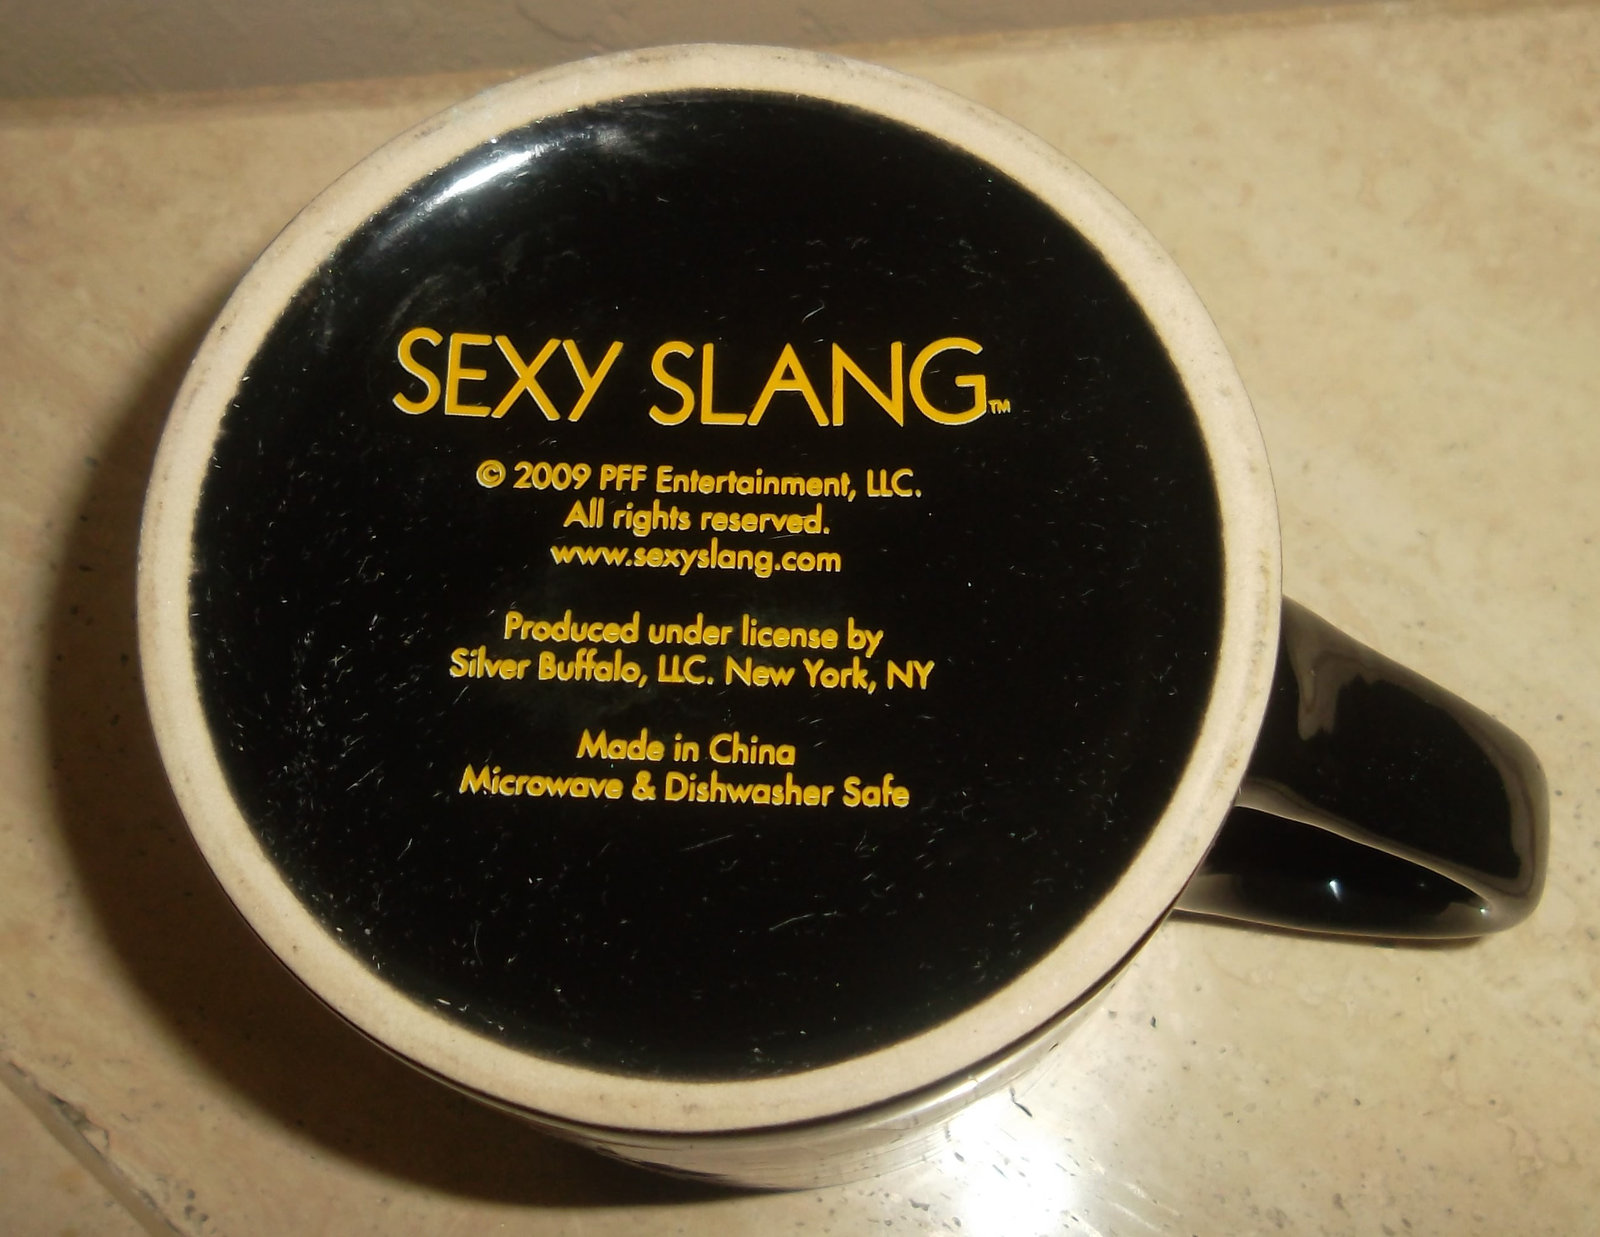 SEXY SLANG™
© 2009 PFF Entertainment, LLC.
All rights reserved.
www.sexyslang.com
Produced under license by
Silver Buffalo, LLC. New York, NY
Made in China
Microwave & Dishwasher Safe